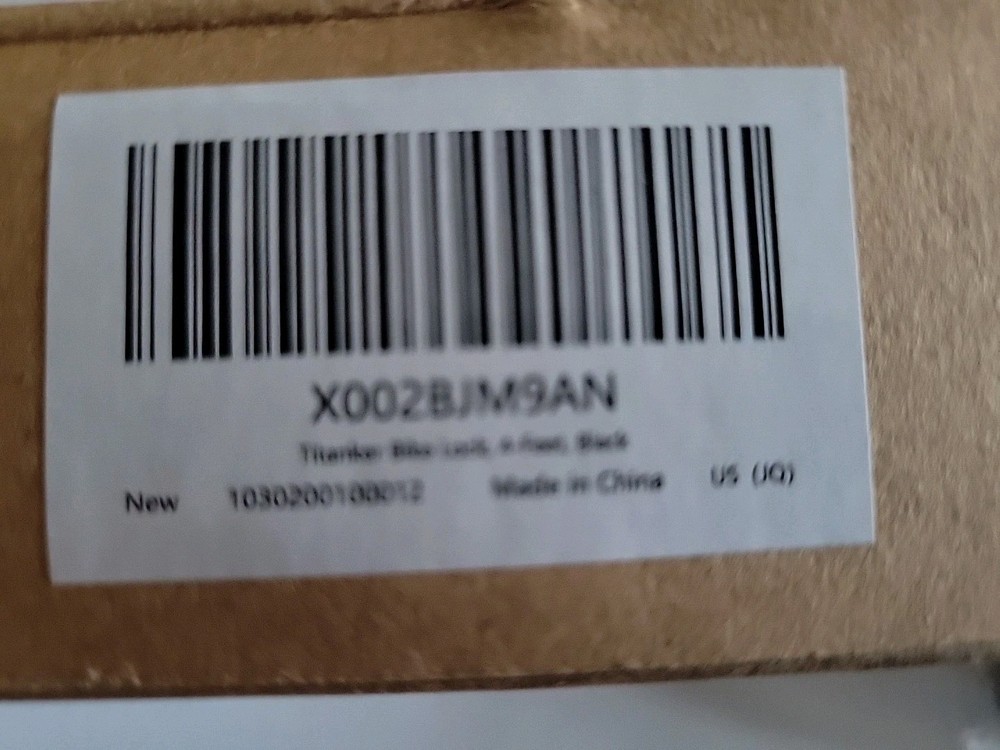 X002BJM9AN
Titanker Bike Lock, 4-Feet, Black
New 1030200100012 Made in China US (JQ)